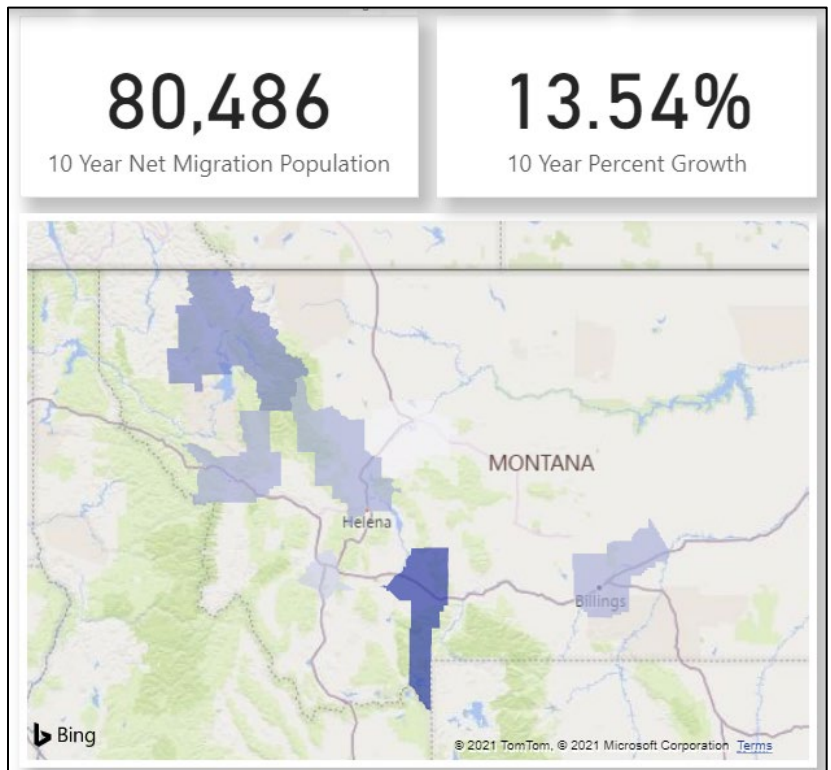 80,486
10 Year Net Migration Population
13.54%
10 Year Percent Growth
MONTANA
Helena
Billings
Bing
© 2021 TomTom, © 2021 Microsoft Corporation Terms